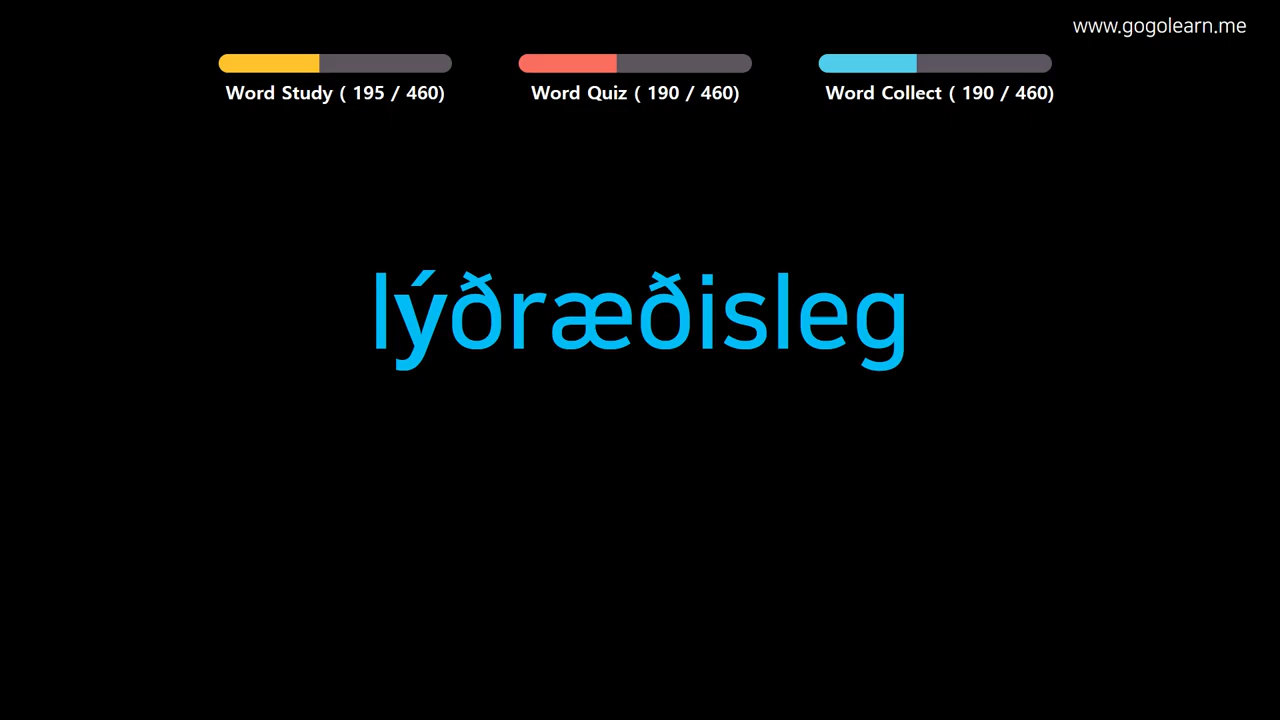 www.gogolearn.me
Word Study ( 195 / 460)
Word Quiz ( 190 / 460)
Word Collect ( 190 / 460)
lýðræðisleg